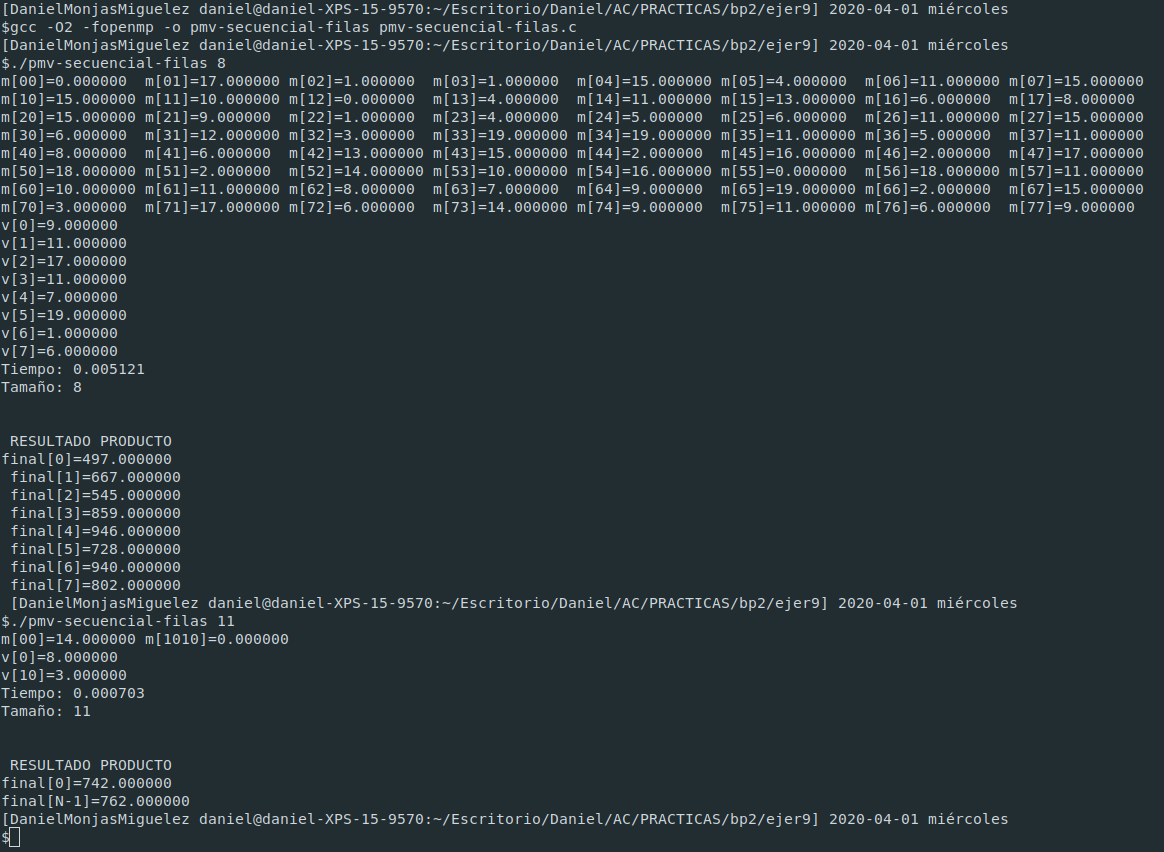 [DanielMonjasMiguelez daniel@daniel-XPS-15-9570:~/Escritorio/Daniel/AC/PRACTICAS/bp2/ejer9] 2020-04-01 miércoles
$gcc -O2 -fopenmp -o pmv-secuencial-filas pmv-secuencial-filas.c
[DanielMonjasMiguelez daniel@daniel-XPS-15-9570:~/Escritorio/Daniel/AC/PRACTICAS/bp2/ejer9] 2020-04-01 miércoles
$./pmv-secuencial-filas 8
m[00]=0.000000  m[01]=17.000000 m[02]=1.000000  m[03]=1.000000  m[04]=15.000000 m[05]=4.000000  m[06]=11.000000 m[07]=15.000000
m[10]=15.000000 m[11]=10.000000 m[12]=0.000000  m[13]=4.000000  m[14]=11.000000 m[15]=13.000000 m[16]=6.000000  m[17]=8.000000
m[20]=15.000000 m[21]=9.000000  m[22]=1.000000  m[23]=4.000000  m[24]=5.000000  m[25]=6.000000  m[26]=11.000000 m[27]=15.000000
m[30]=6.000000  m[31]=12.000000 m[32]=3.000000  m[33]=19.000000 m[34]=19.000000 m[35]=11.000000 m[36]=5.000000  m[37]=11.000000
m[40]=8.000000  m[41]=6.000000  m[42]=13.000000 m[43]=15.000000 m[44]=2.000000  m[45]=16.000000 m[46]=2.000000  m[47]=17.000000
m[50]=18.000000 m[51]=2.000000  m[52]=14.000000 m[53]=10.000000 m[54]=16.000000 m[55]=0.000000  m[56]=18.000000 m[57]=11.000000
m[60]=10.000000 m[61]=11.000000 m[62]=8.000000  m[63]=7.000000  m[64]=9.000000  m[65]=19.000000 m[66]=2.000000  m[67]=15.000000
m[70]=3.000000  m[71]=17.000000 m[72]=6.000000  m[73]=14.000000 m[74]=9.000000  m[75]=11.000000 m[76]=6.000000  m[77]=9.000000
v[0]=9.000000
v[1]=11.000000
v[2]=17.000000
v[3]=11.000000
v[4]=7.000000
v[5]=19.000000
v[6]=1.000000
v[7]=6.000000
Tiempo: 0.005121
Tamaño: 8
RESULTADO PRODUCTO
final[0]=497.000000
final[1]=667.000000
final[2]=545.000000
final[3]=859.000000
final[4]=946.000000
final[5]=728.000000
final[6]=940.000000
final[7]=802.000000
[DanielMonjasMiguelez daniel@daniel-XPS-15-9570:~/Escritorio/Daniel/AC/PRACTICAS/bp2/ejer9] 2020-04-01 miércoles
$./pmv-secuencial-filas 11
m[00]=14.000000 m[1010]=0.000000
v[0]=8.000000
v[10]=3.000000
Tiempo: 0.000703
Tamaño: 11
RESULTADO PRODUCTO
final[0]=742.000000
final[N-1]=762.000000
[DanielMonjasMiguelez daniel@daniel-XPS-15-9570:~/Escritorio/Daniel/AC/PRACTICAS/bp2/ejer9] 2020-04-01 miércoles
$